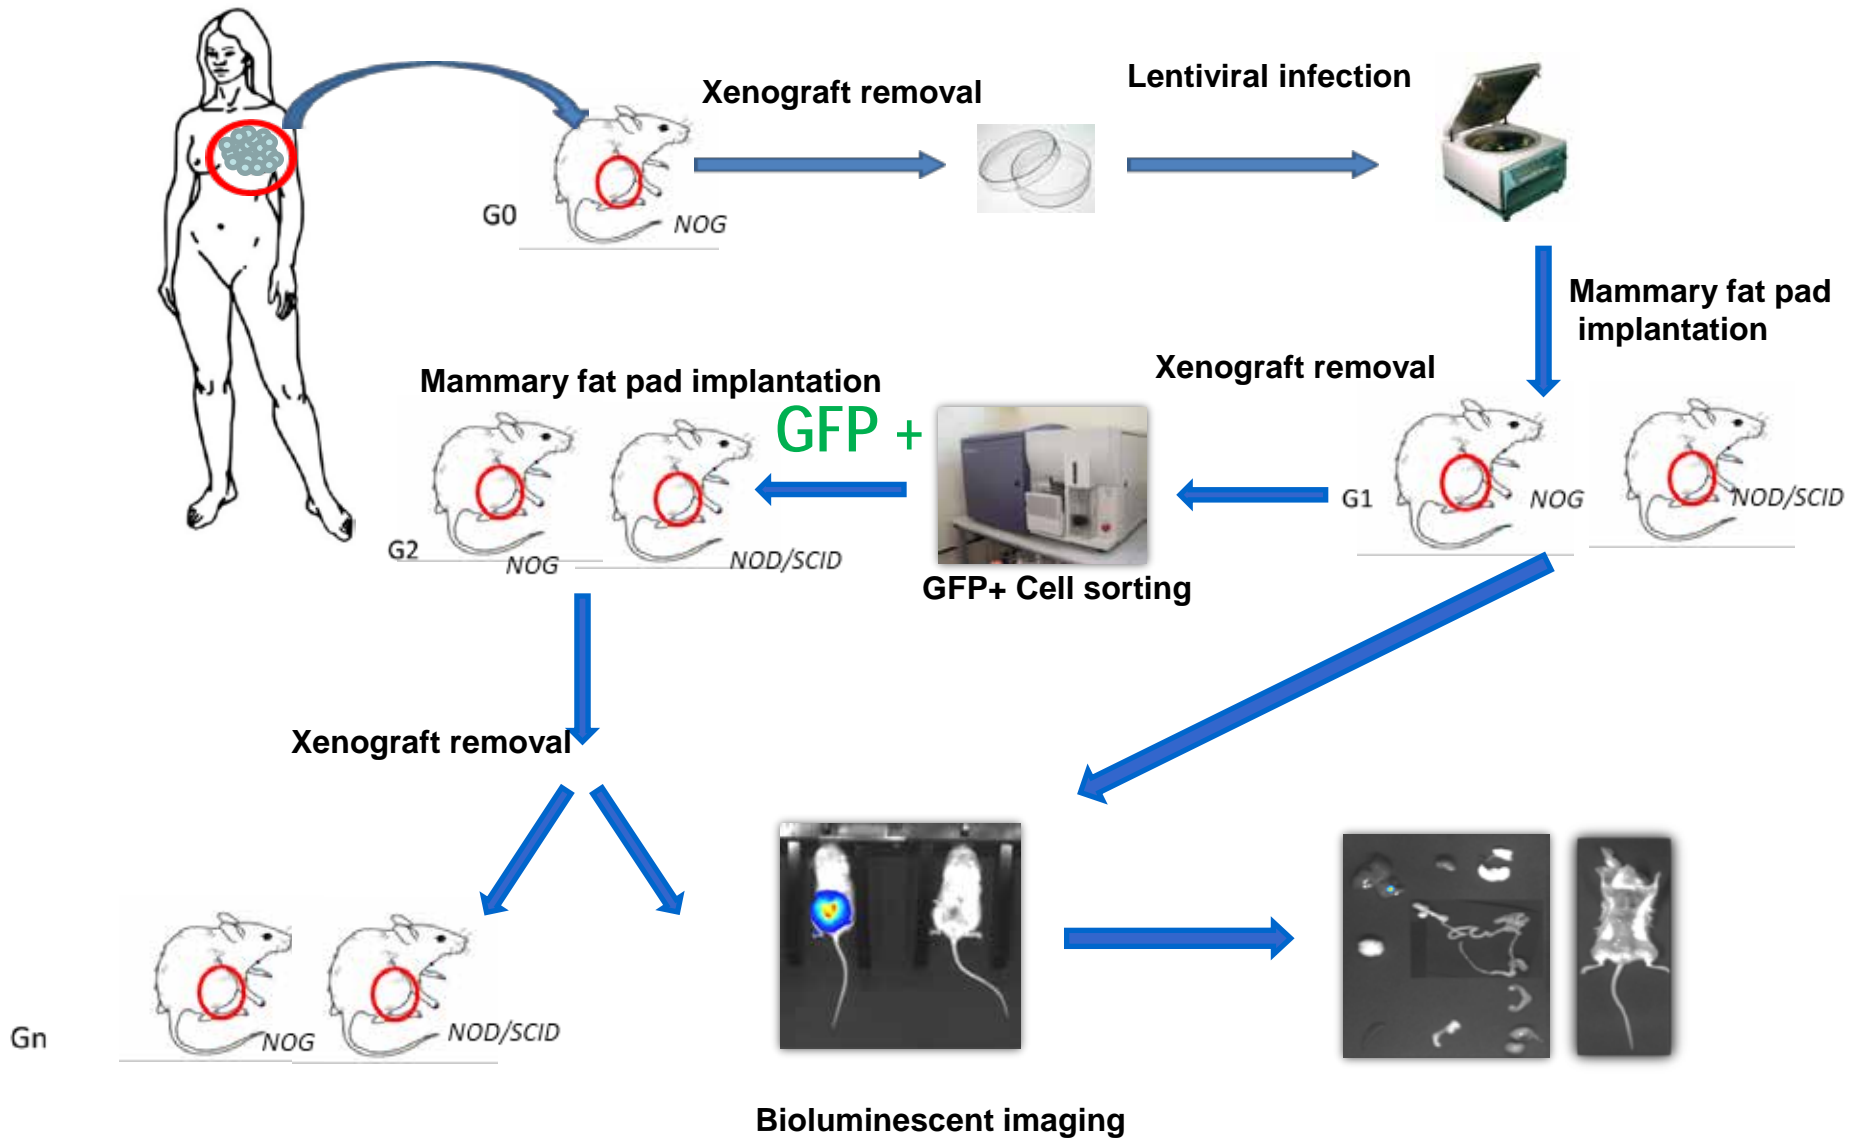 Xenograft removal
Lentiviral infection
G0
NOG
Mammary fat pad
implantation
Xenograft removal
Mammary fat pad implantation
GFP +
G1
NOG
NOD/SCID
G2
NOG
NOD/SCID
GFP+ Cell sorting
Xenograft removal
Gn
NOG
NOD/SCID
Bioluminescent imaging